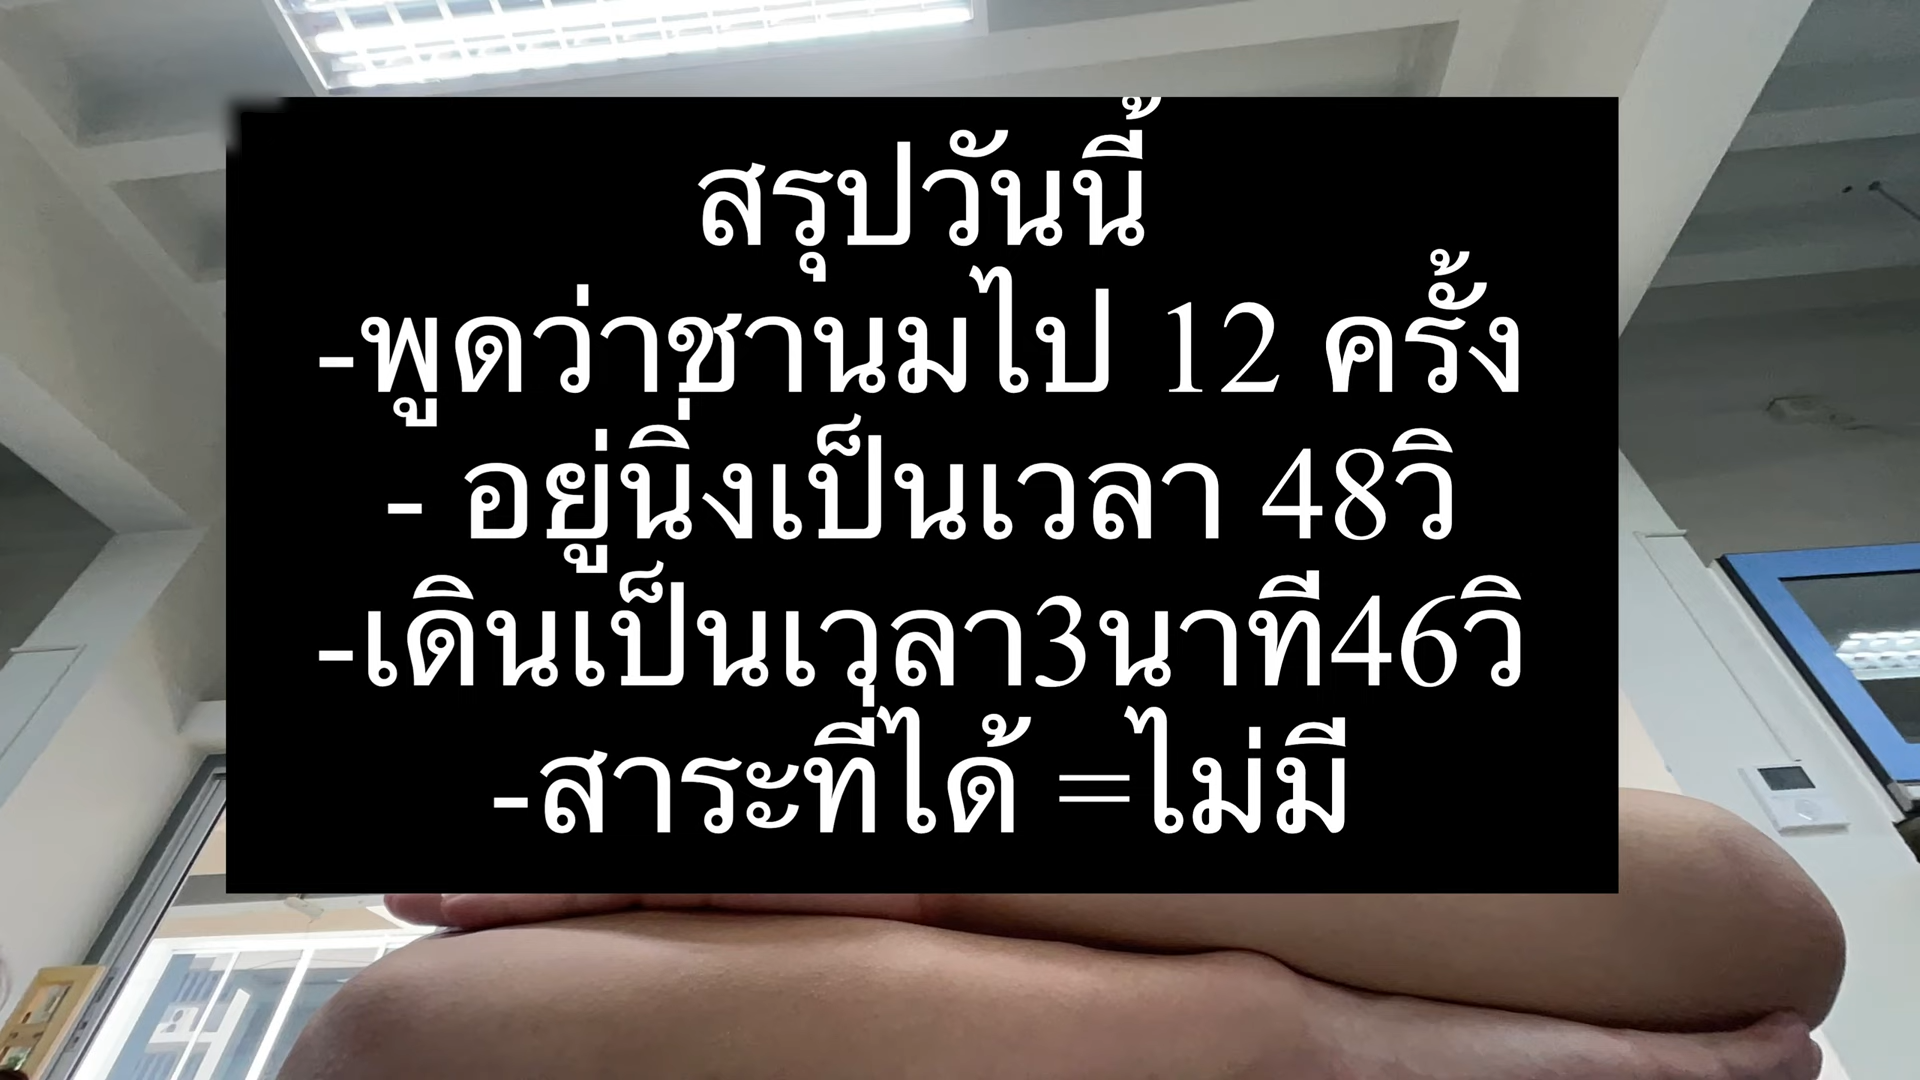 สรุปวันนี้
-พูดว่าชานมไป 12 ครั้ง
- อยู่นิ่งเป็นเวลา 48วิ
-เดินเป็นเวลา3นาที46วิ
-สาระที่ได้ =ไม่มี